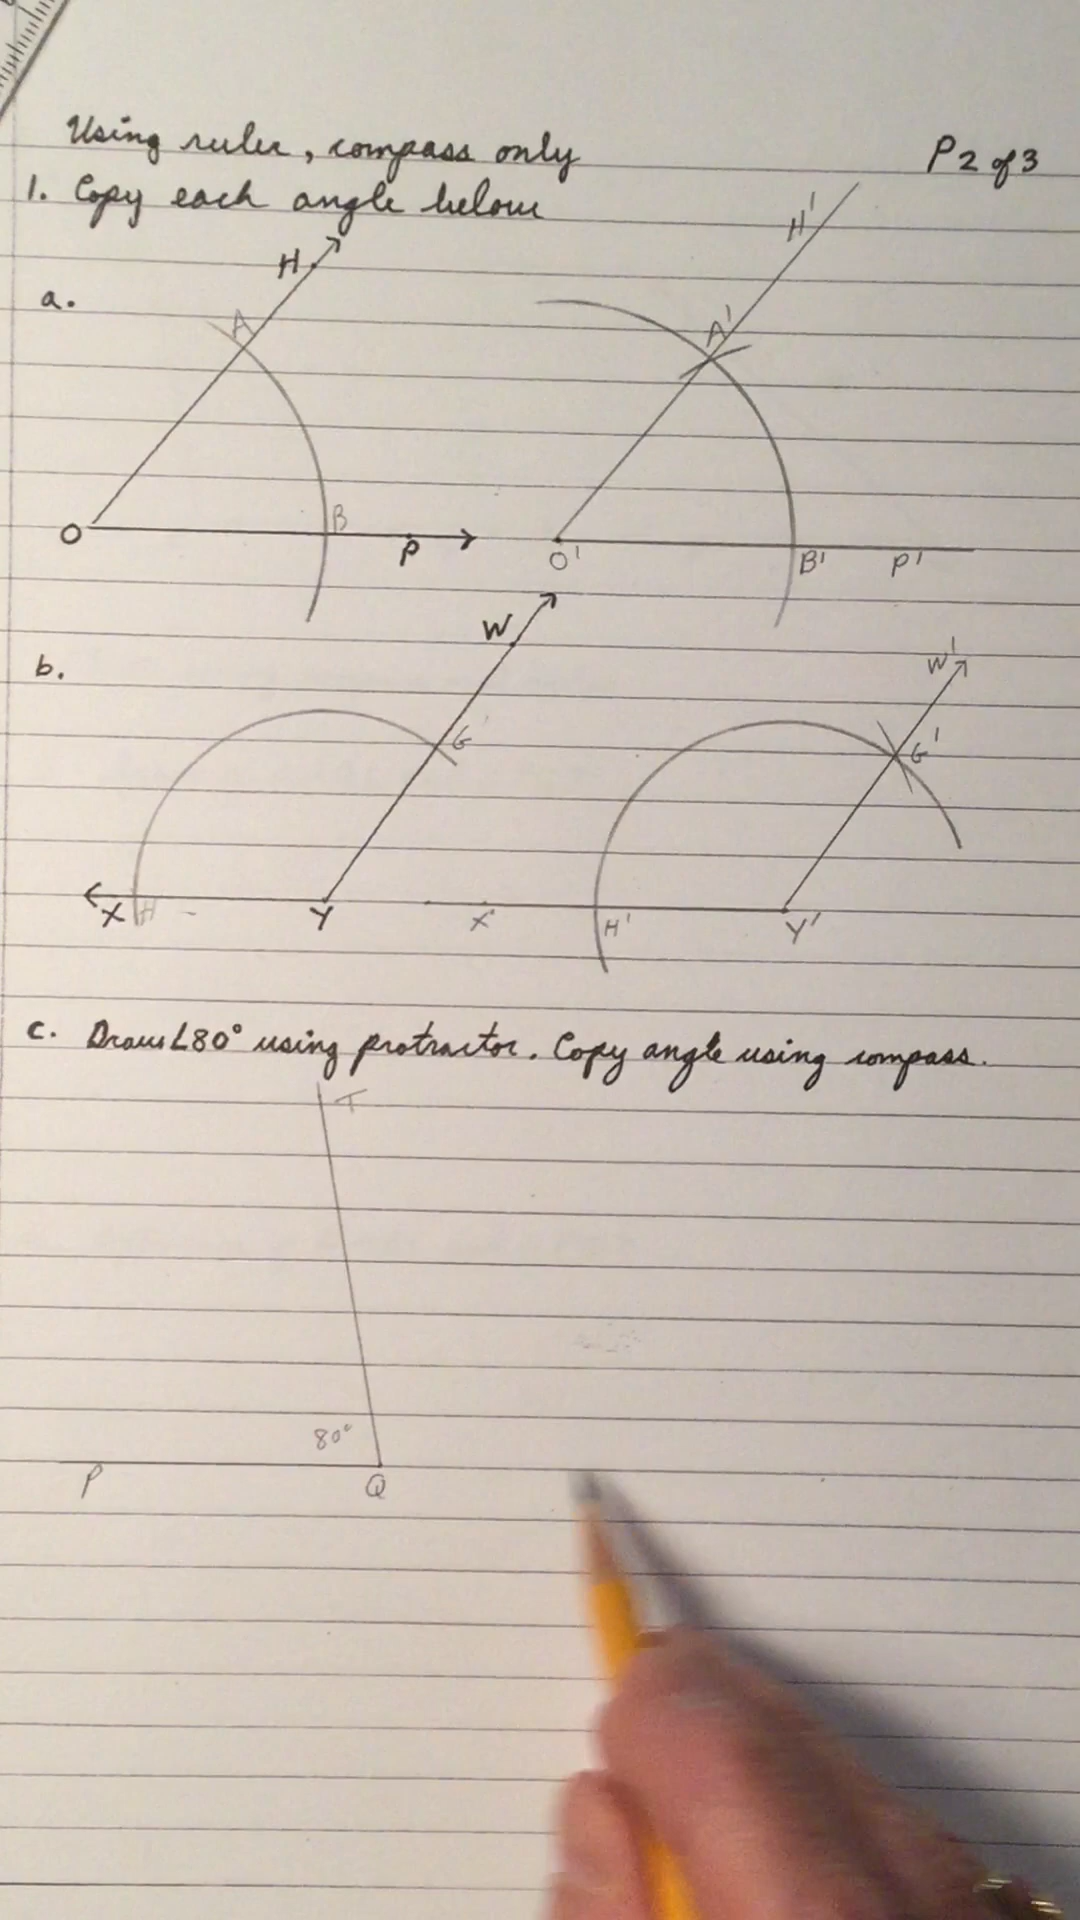 Using ruler, compass only
P 2 of 3
1. Copy each angle below
a.
H
A
O
B
P
H'
A'
O'
B'
P'
b.
W
G'
X
H
Y
W'
G'
X'
H'
Y'
c. Draw ∠80° using protractor. Copy angle using compass.
T
80°
P
Q